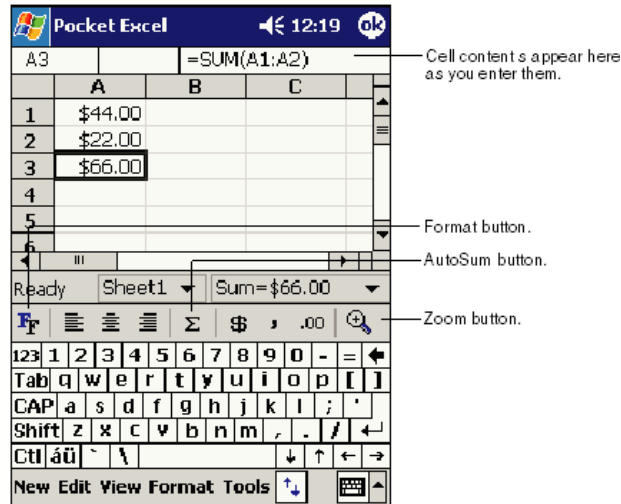 Pocket Excel 12:19 ok
A3 =SUM(A1:A2)
Cell content s appear here
as you enter them.
A B C
1 $44.00
2 $22.00
3 $66.00
4
5
6
Format button.
AutoSum button.
Ready Sheet1 Sum=$66.00
FF Σ $ , .00
Zoom button.
123 1 2 3 4 5 6 7 8 9 0 - =
Tab q w e r t y u i o p [ ]
CAP a s d f g h j k l ; '
Shift z x c v b n m , . /
Ctl áü ` \
New Edit View Format Tools